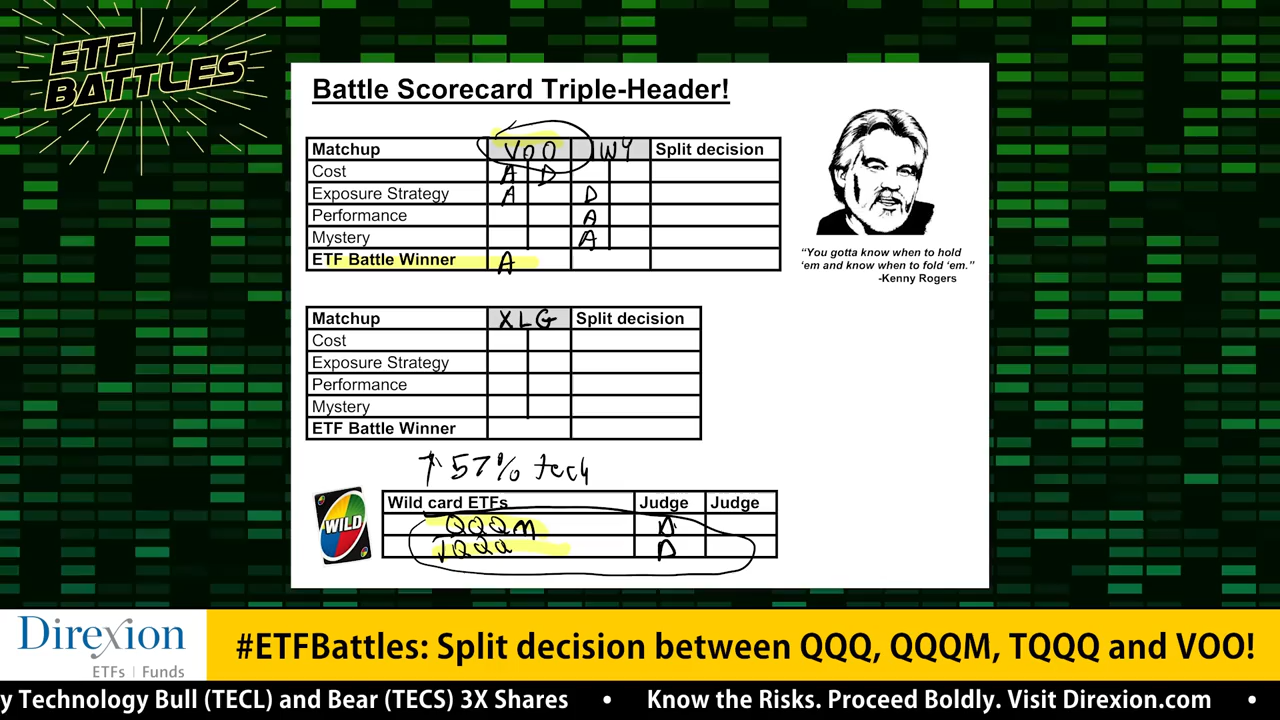 ETF
BATTLES
Battle Scorecard Triple-Header!
Matchup VOO IWY Split decision
Cost A D
Exposure Strategy A D
Performance A
Mystery A
ETF Battle Winner A
"You gotta know when to hold
'em and know when to fold 'em."
-Kenny Rogers
Matchup XLG Split decision
Cost
Exposure Strategy
Performance
Mystery
ETF Battle Winner
↑ 57% tech
WILD
Wild card ETFs Judge Judge
QQQM D
TQQQ D
Direxion
ETFs | Funds
#ETFBattles: Split decision between QQQ, QQQM, TQQQ and VOO!
y Technology Bull (TECL) and Bear (TECS) 3X Shares • Know the Risks. Proceed Boldly. Visit Direxion.com •